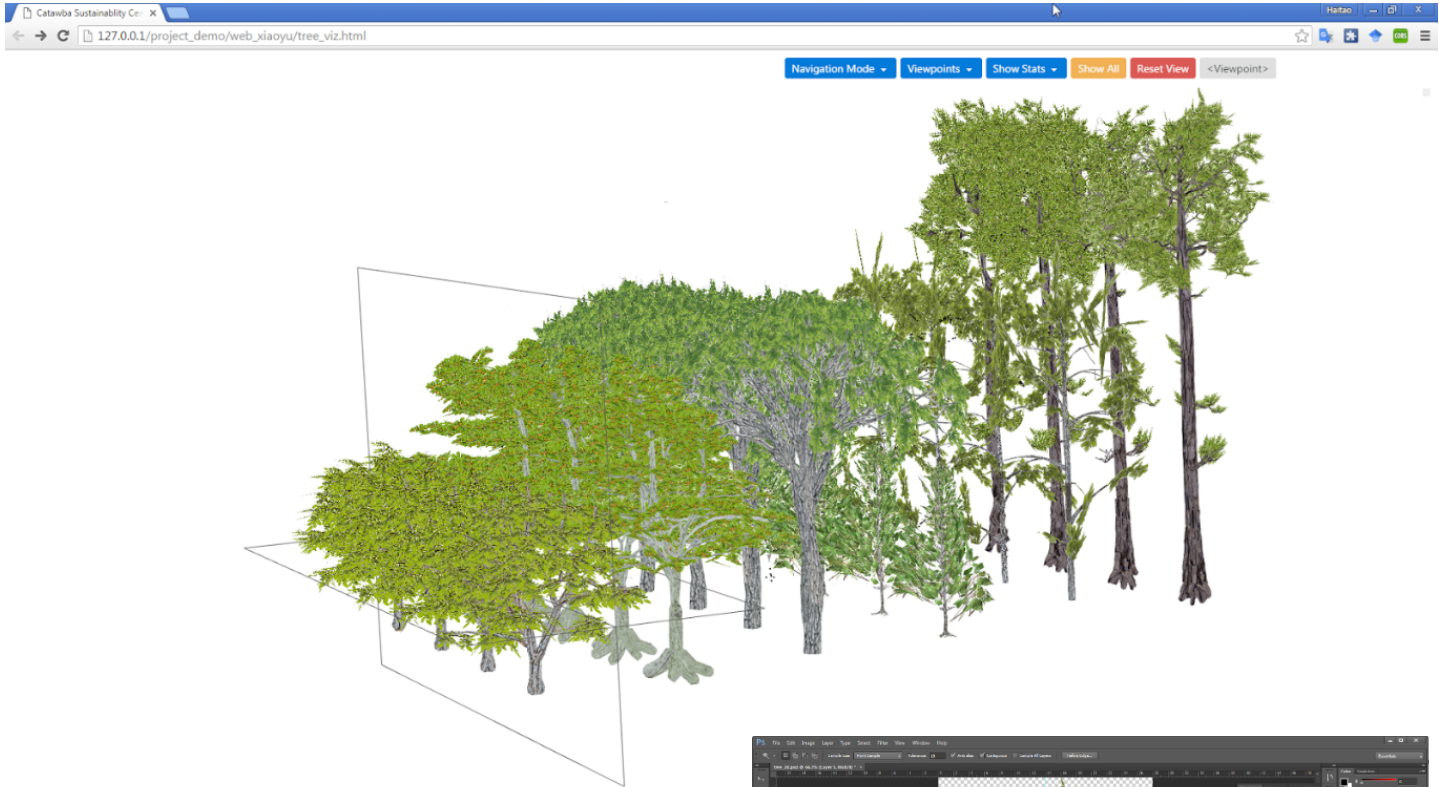 Catawba Sustainablity Ce
Haitao
127.0.0.1/project_demo/web_xiaoyu/tree_viz.html
Navigation Mode
Viewpoints
Show Stats
Show All
Reset View
<Viewpoint>
Ps File Edit Image Layer Type Select Filter View Window Help